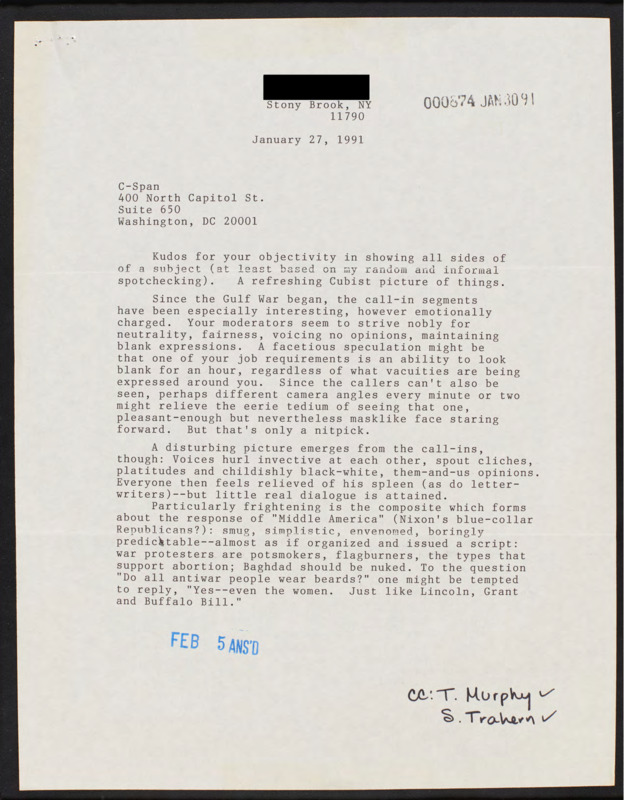 Stony Brook, NY
11790
000674 JAN 30 91
January 27, 1991
C-Span
400 North Capitol St.
Suite 650
Washington, DC 20001
Kudos for your objectivity in showing all sides of
of a subject (at least based on my random and informal
spotchecking). A refreshing Cubist picture of things.
Since the Gulf War began, the call-in segments
have been especially interesting, however emotionally
charged. Your moderators seem to strive nobly for
neutrality, fairness, voicing no opinions, maintaining
blank expressions. A facetious speculation might be
that one of your job requirements is an ability to look
blank for an hour, regardless of what vacuities are being
expressed around you. Since the callers can't also be
seen, perhaps different camera angles every minute or two
might relieve the eerie tedium of seeing that one,
pleasant-enough but nevertheless masklike face staring
forward. But that's only a nitpick.
A disturbing picture emerges from the call-ins,
though: Voices hurl invective at each other, spout cliches,
platitudes and childishly black-white, them-and-us opinions.
Everyone then feels relieved of his spleen (as do letter-
writers)--but little real dialogue is attained.
Particularly frightening is the composite which forms
about the response of "Middle America" (Nixon's blue-collar
Republicans?): smug, simplistic, envenomed, boringly
predictable--almost as if organized and issued a script:
war protesters are potsmokers, flagburners, the types that
support abortion; Baghdad should be nuked. To the question
"Do all antiwar people wear beards?" one might be tempted
to reply, "Yes--even the women. Just like Lincoln, Grant
and Buffalo Bill."
FEB 5 ANS'D
CC: T. Murphy ✓
S. Trahern ✓